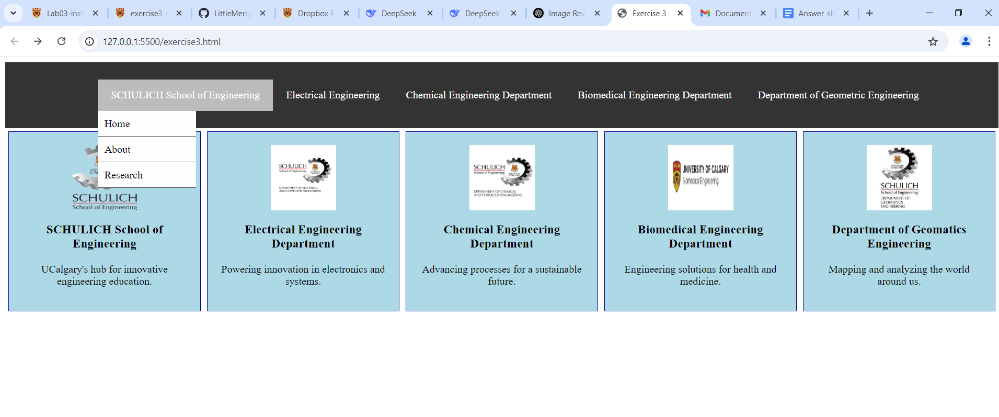 Lab03-inst
exercise3_c
LittleMercy
Dropbox F
DeepSeek
DeepSeek
Image Revi
Exercise 3
Document
Answer_sh
127.0.0.1:5500/exercise3.html
SCHULICH School of Engineering
Electrical Engineering
Chemical Engineering Department
Biomedical Engineering Department
Department of Geometric Engineering
Home
About
Research
SCHULICH
School of Engineering
SCHULICH School of
Engineering
UCalgary's hub for innovative
engineering education.
SCHULICH
School of Engineering
DEPARTMENT OF ELECTRICAL
AND COMPUTER ENGINEERING
Electrical Engineering
Department
Powering innovation in electronics and
systems.
SCHULICH
School of Engineering
DEPARTMENT OF CHEMICAL
AND PETROLEUM ENGINEERING
Chemical Engineering
Department
Advancing processes for a sustainable
future.
UNIVERSITY OF CALGARY
Biomedical Engineering
Biomedical Engineering
Department
Engineering solutions for health and
medicine.
SCHULICH
School of Engineering
DEPARTMENT OF
GEOMATICS
ENGINEERING
Department of Geomatics
Engineering
Mapping and analyzing the world
around us.